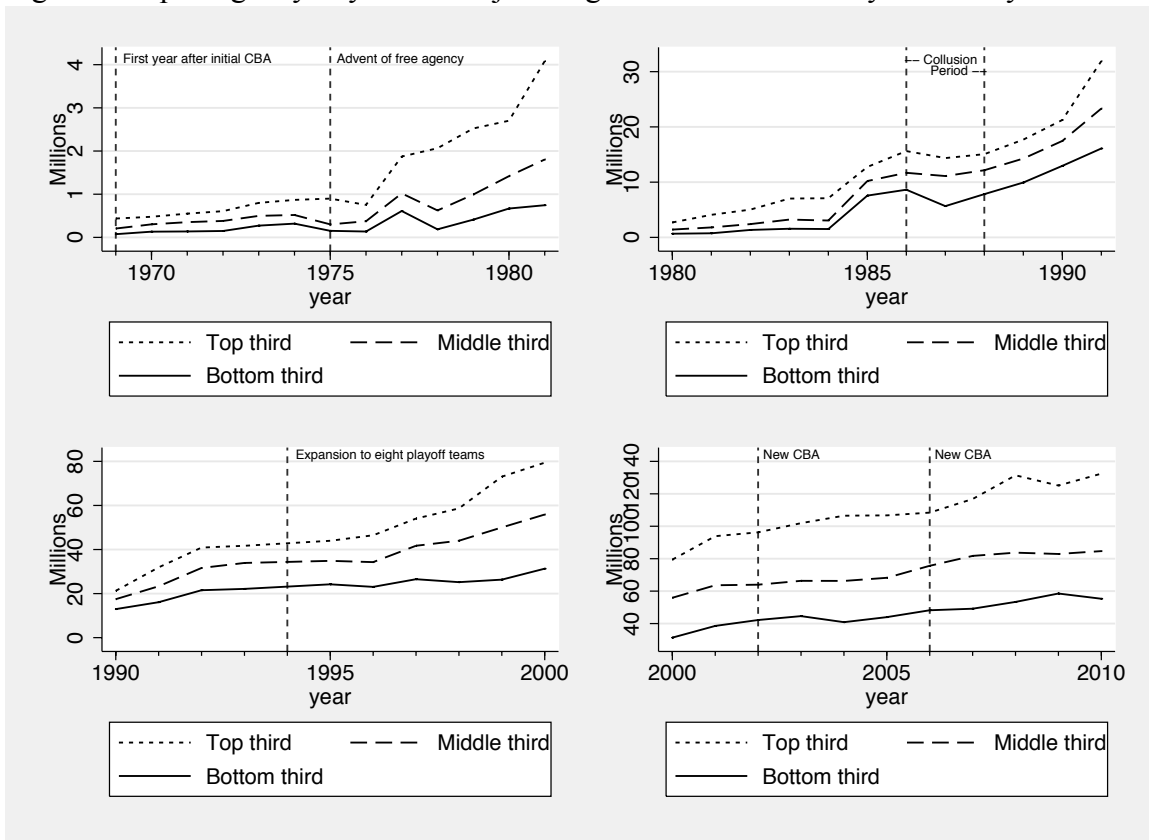 First year after initial CBA
Advent of free agency
Millions
4
3
2
1
0
1970
1975
1980
year
Top third
Middle third
Bottom third
-- Collusion
Period --
Millions
30
20
10
0
1980
1985
1990
year
Top third
Middle third
Bottom third
Expansion to eight playoff teams
Millions
80
60
40
20
0
1990
1995
2000
year
Top third
Middle third
Bottom third
New CBA
New CBA
Millions
140
120
100
80
60
40
2000
2005
2010
year
Top third
Middle third
Bottom third